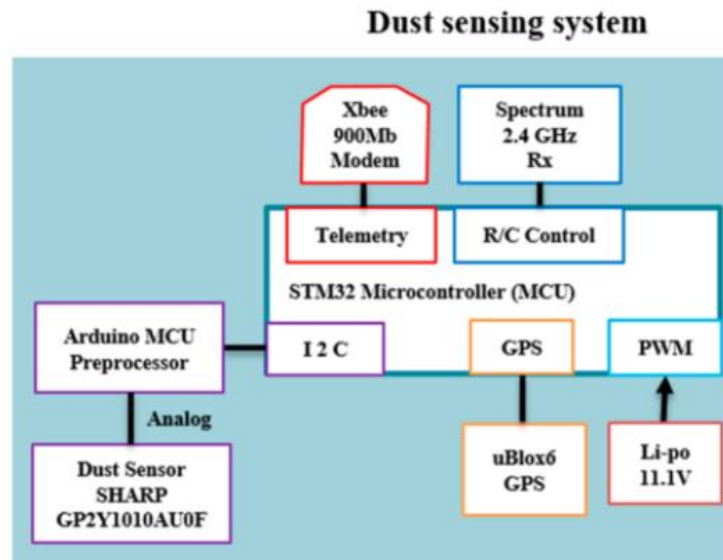 Dust sensing system
Xbee
900Mb
Modem
Spectrum
2.4 GHz
Rx
Telemetry
R/C Control
STM32 Microcontroller (MCU)
Arduino MCU
Preprocessor
I 2 C
GPS
PWM
Analog
Dust Sensor
SHARP
GP2Y1010AU0F
uBlox6
GPS
Li-po
11.1V